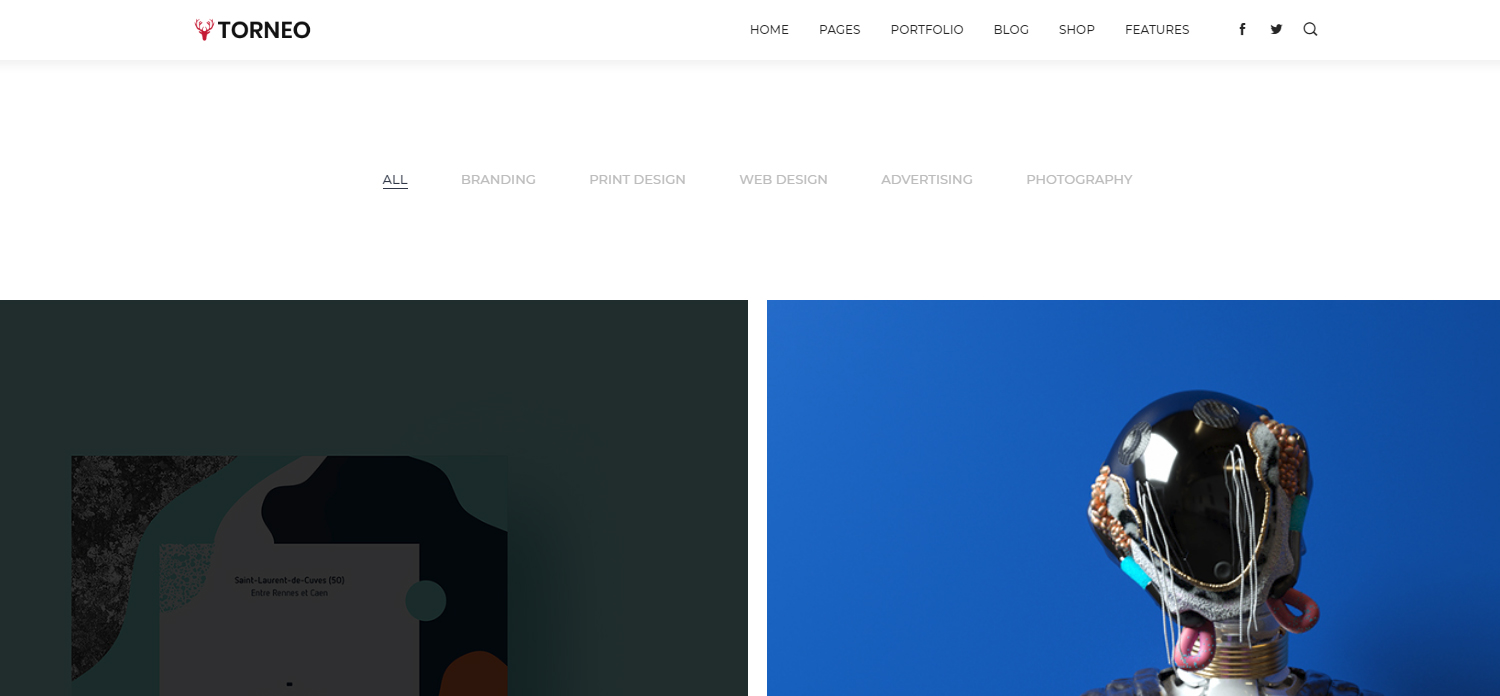 TORNEO HOME PAGES PORTFOLIO BLOG SHOP FEATURES
ALL BRANDING PRINT DESIGN WEB DESIGN ADVERTISING PHOTOGRAPHY
Saint-Laurent-de-Cuves (50)
Entre Rennes et Caen